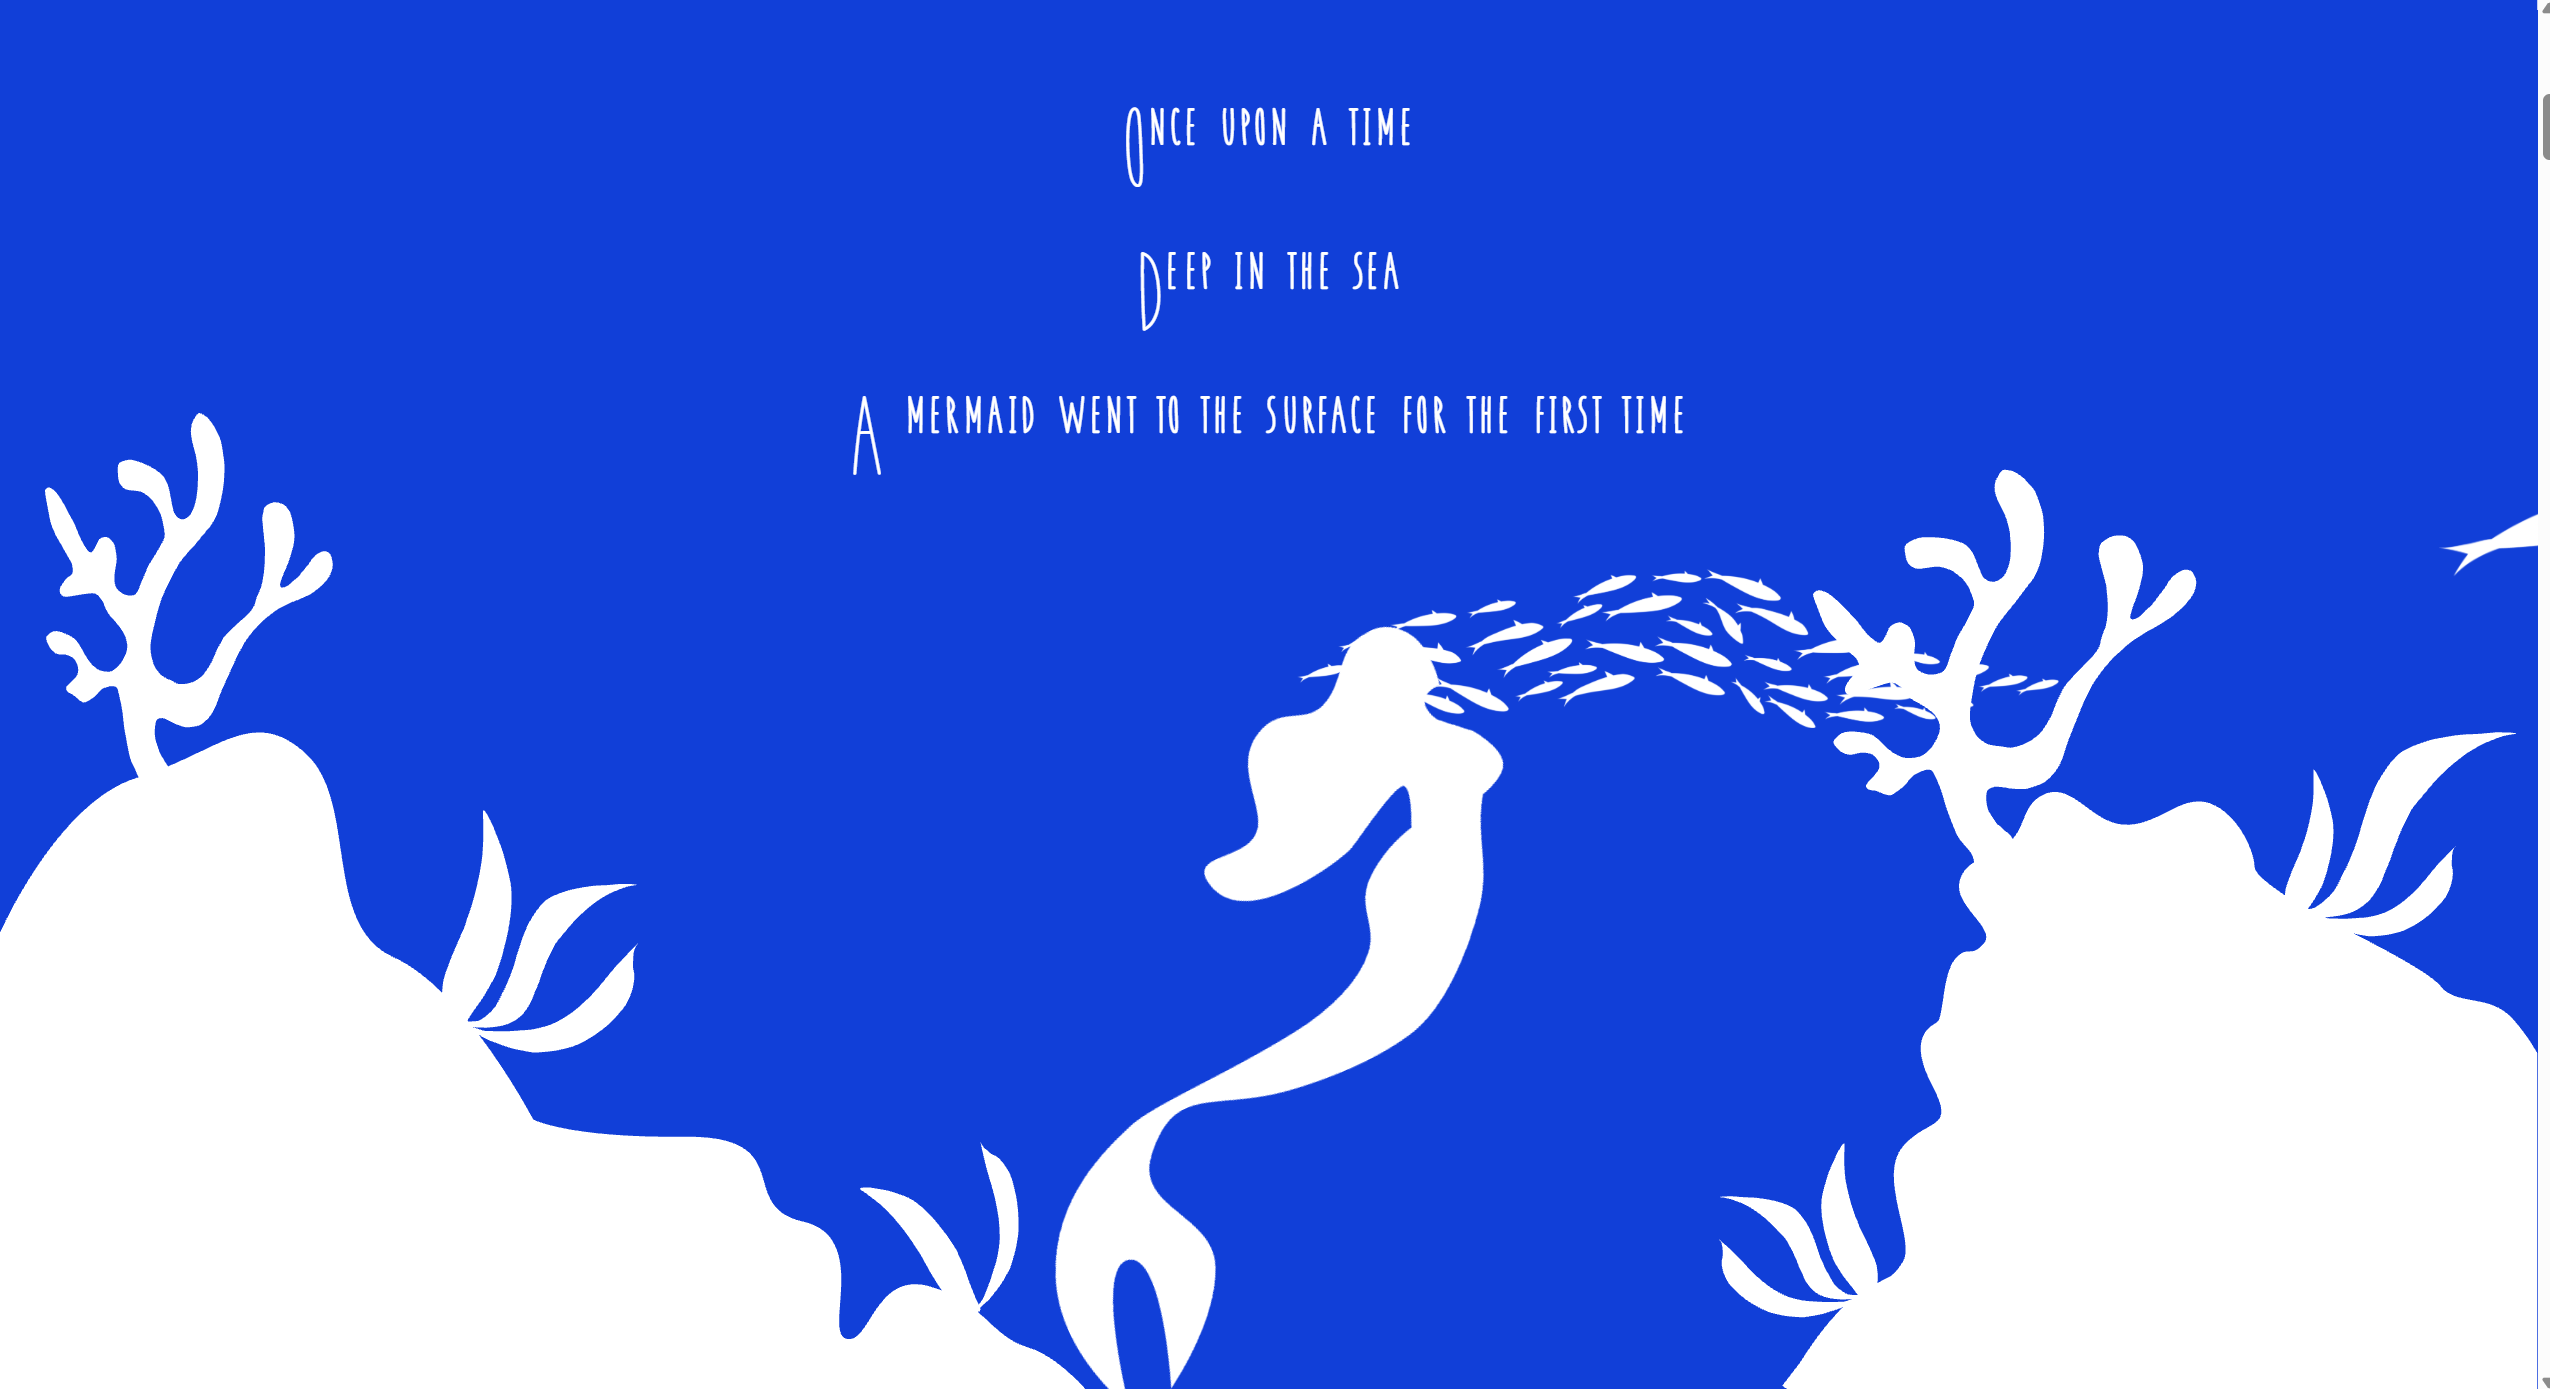 Once upon a time
Deep in the sea
A mermaid went to the surface for the first time